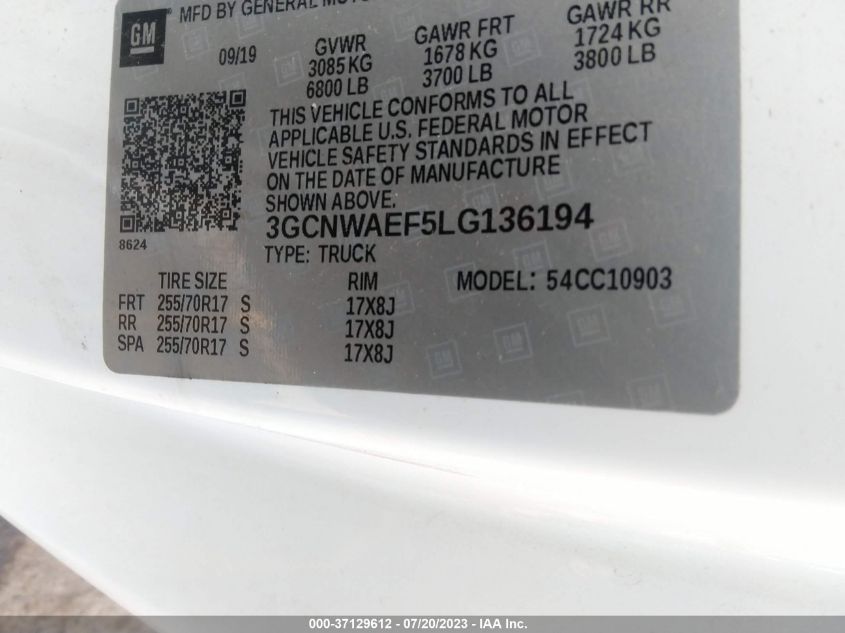 GM
MFD BY GENERAL MOTO
09/19
GVWR GAWR FRT GAWR RR
3085 KG 1678 KG 1724 KG
6800 LB 3700 LB 3800 LB
THIS VEHICLE CONFORMS TO ALL
APPLICABLE U.S. FEDERAL MOTOR
VEHICLE SAFETY STANDARDS IN EFFECT
ON THE DATE OF MANUFACTURE
SHOWN ABOVE.
3GCNWAEF5LG136194
8624
TYPE: TRUCK
TIRE SIZE RIM MODEL: 54CC10903
FRT 255/70R17 S 17X8J
RR 255/70R17 S 17X8J
SPA 255/70R17 S 17X8J
000-37129612 - 07/20/2023 - © IAA Inc.